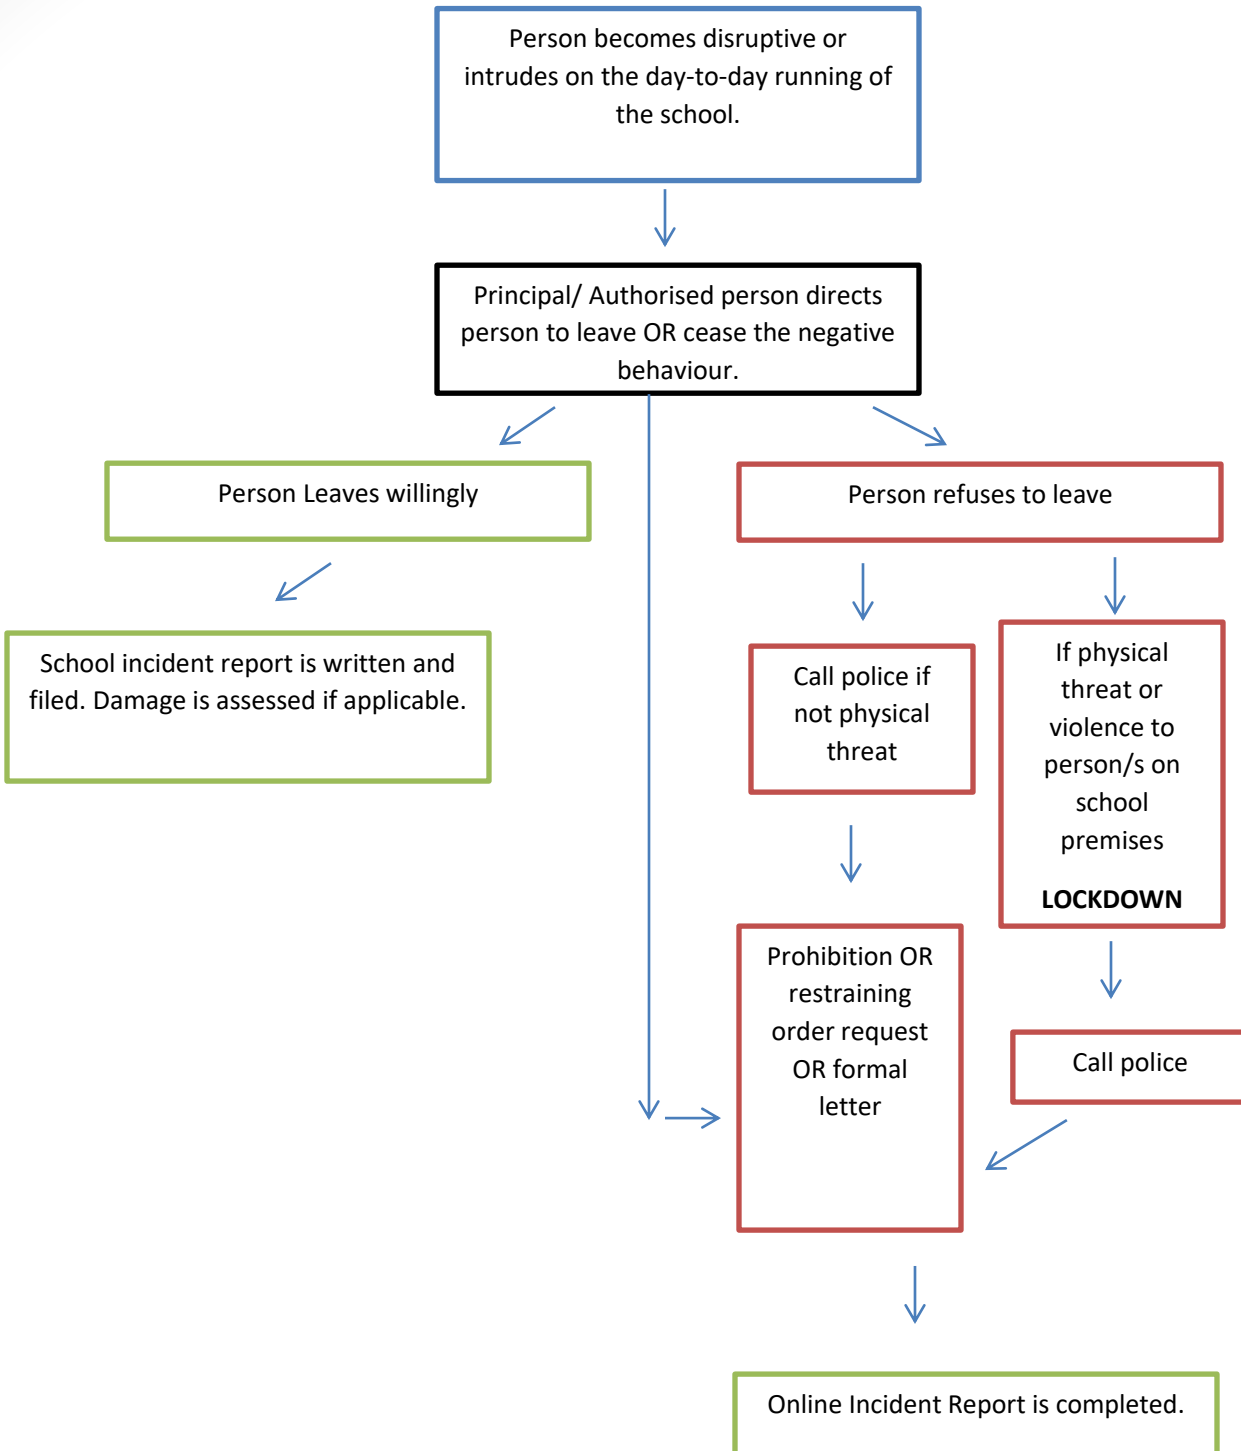 Person becomes disruptive or
intrudes on the day-to-day running of
the school.
Principal/ Authorised person directs
person to leave OR cease the negative
behaviour.
Person Leaves willingly
Person refuses to leave
School incident report is written and
filed. Damage is assessed if applicable.
Call police if
not physical
threat
If physical
threat or
violence to
person/s on
school
premises
LOCKDOWN
Prohibition OR
restraining
order request
OR formal
letter
Call police
Online Incident Report is completed.